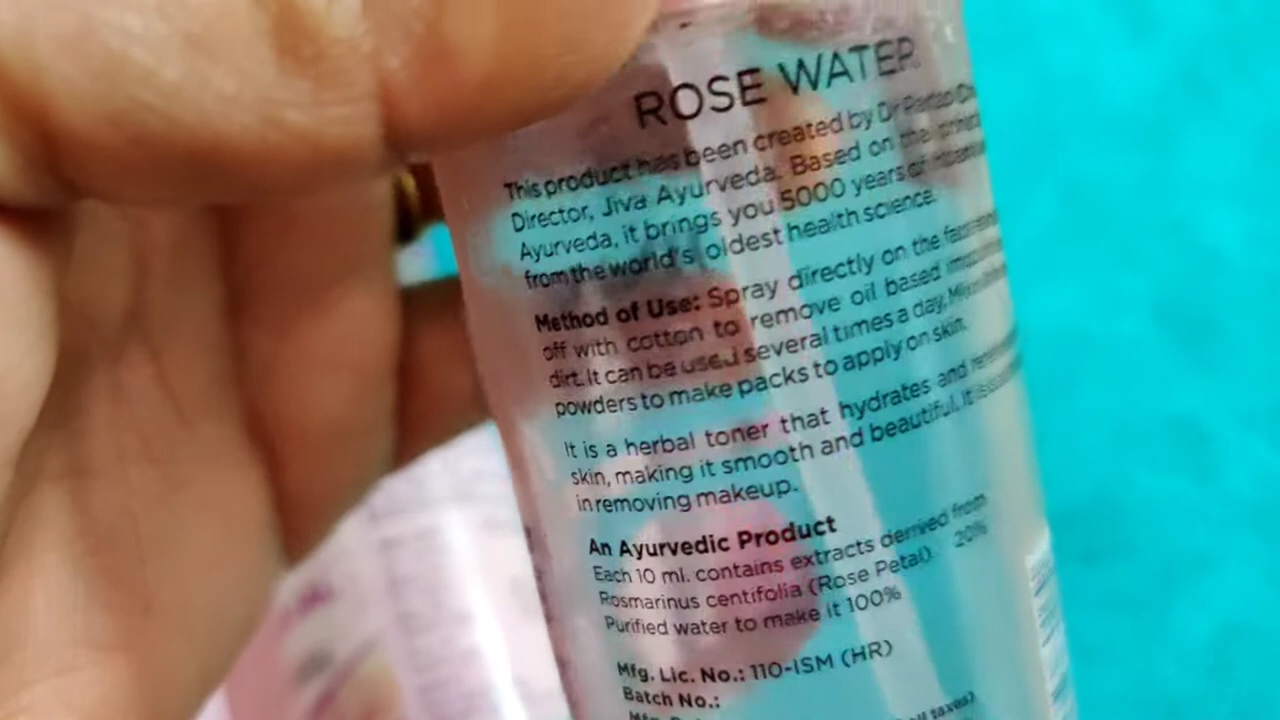 ROSE WATER
This product has been created by Dr Partap
Director, Jiva Ayurveda. Based on the
Ayurveda, it brings you 5000 years of
from the world's oldest health science.
Method of Use: Spray directly on the face
off with cotton to remove oil based
dirt. It can be used several times a day,
powders to make packs to apply on skin.
It is a herbal toner that hydrates and
skin, making it smooth and beautiful. It is
in removing makeup.
An Ayurvedic Product
Each 10 ml. contains extracts derived from
Rosmarinus centifolia (Rose Petal). 20%
Purified water to make it 100%
Mfg. Lic. No.: 110-ISM (HR)
Batch No.:
taxes)